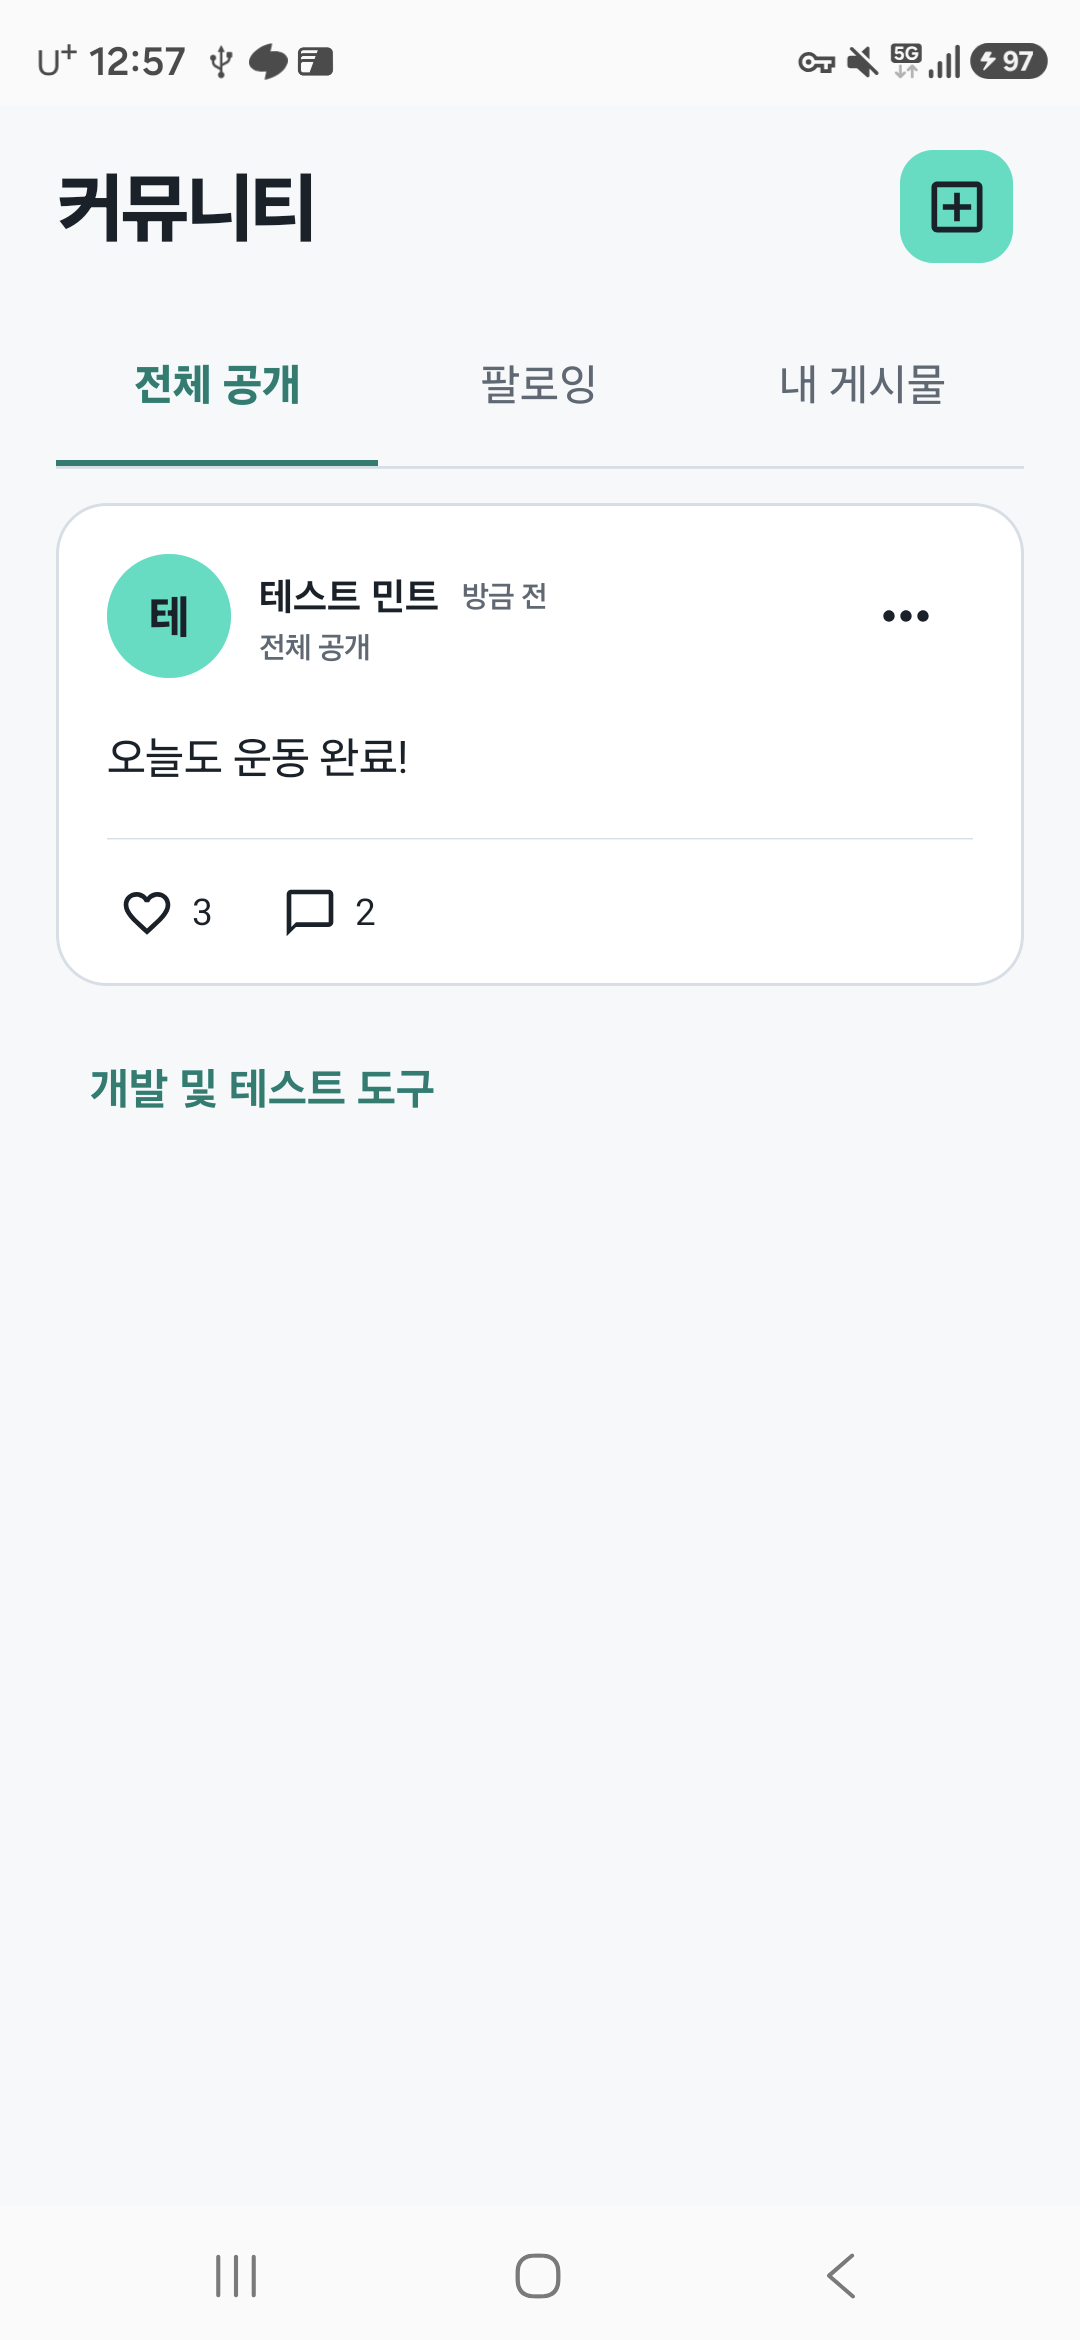 U+ 12:57 5G 97
커뮤니티
전체 공개 팔로잉 내 게시물
테 테스트 민트 방금 전
전체 공개
오늘도 운동 완료!
3 2
개발 및 테스트 도구